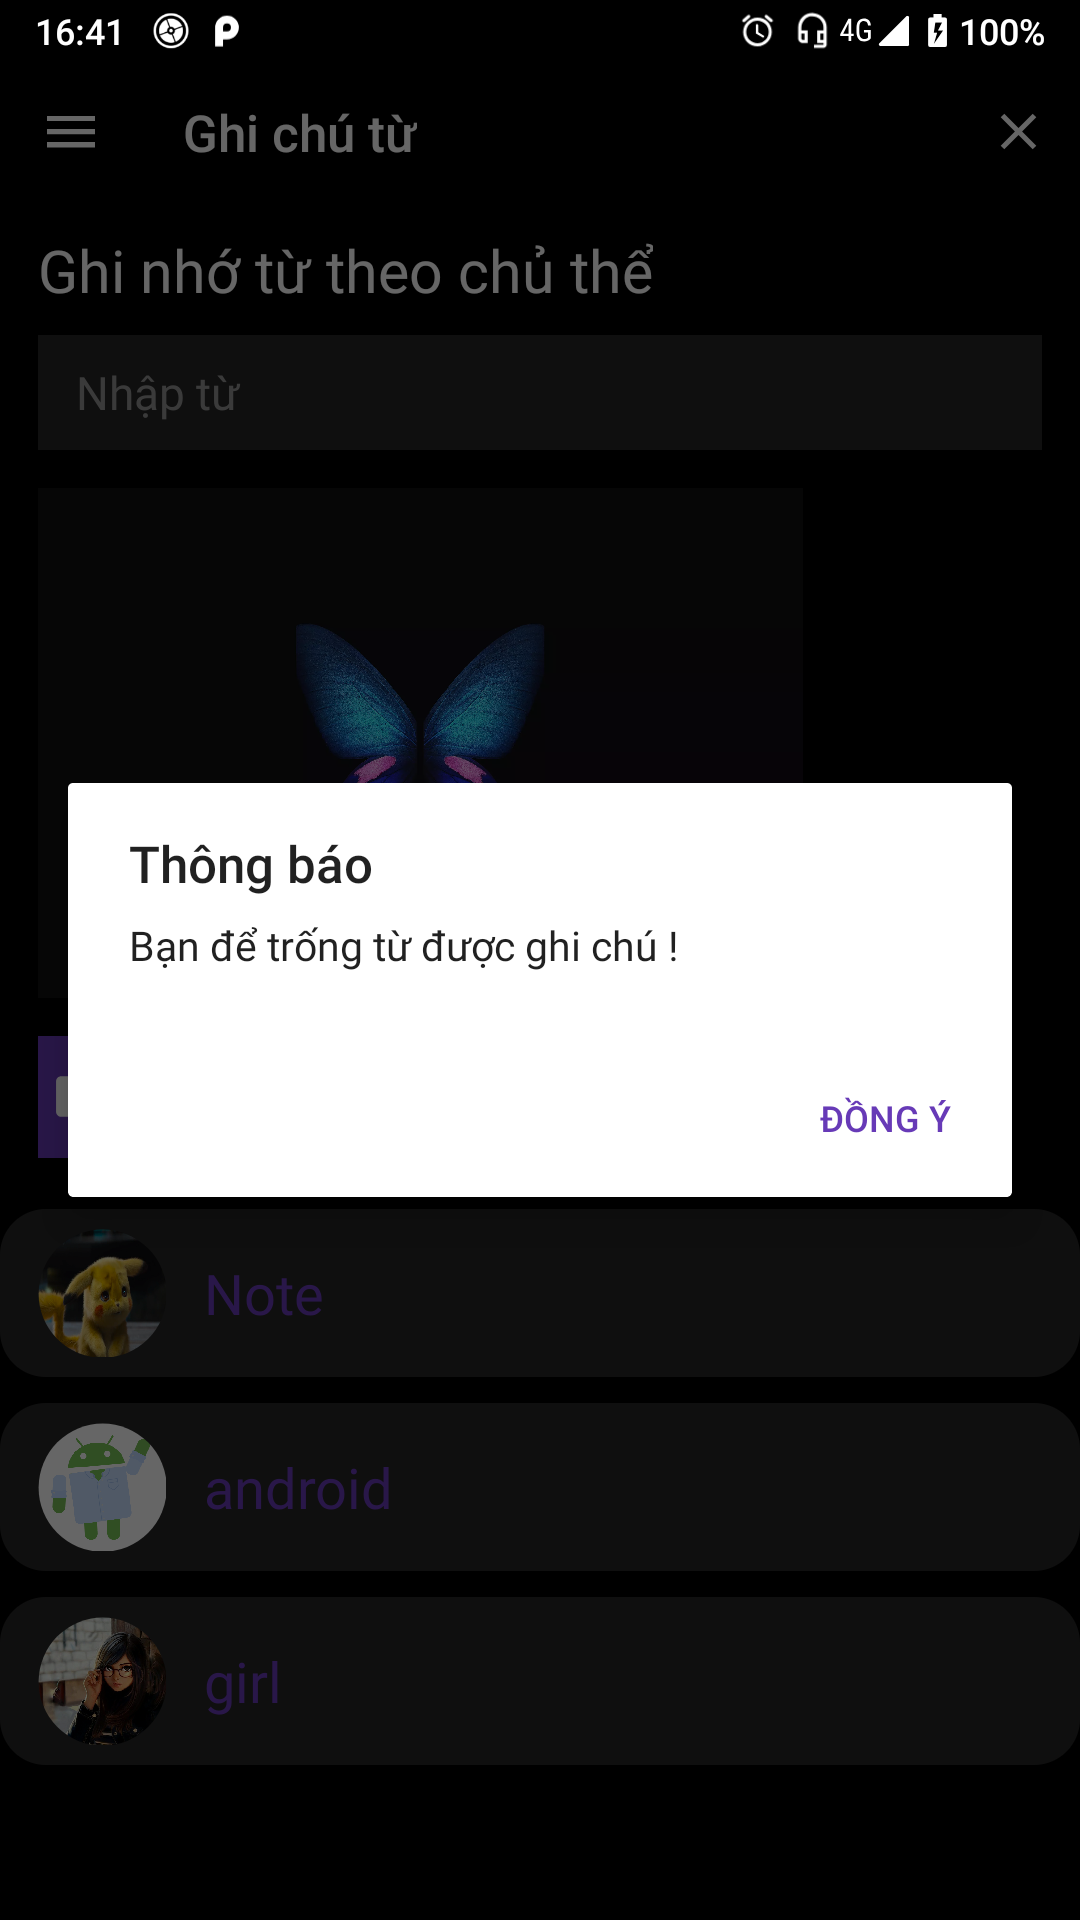 16:41
4G
100%
Ghi chú từ
Ghi nhớ từ theo chủ thể
Nhập từ
Thông báo
Bạn để trống từ được ghi chú !
ĐỒNG Ý
Note
android
girl